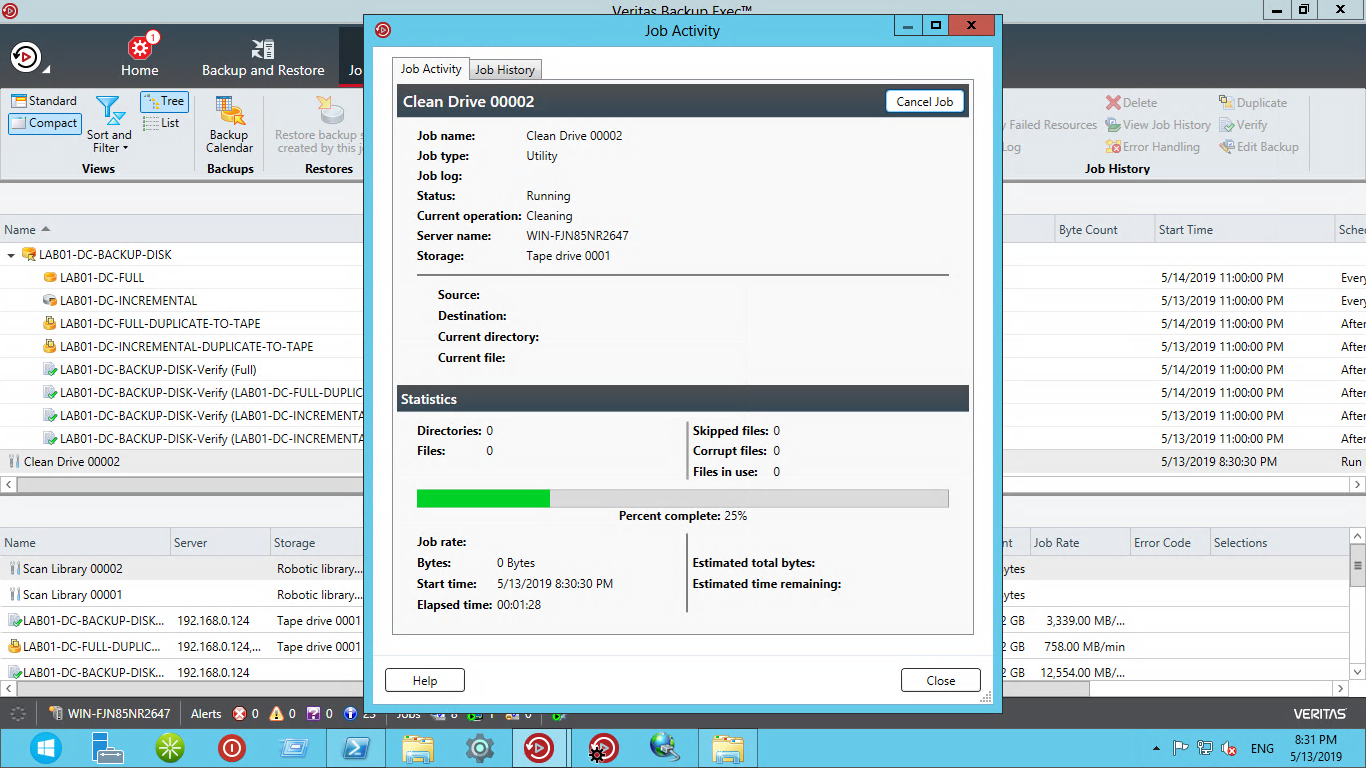 Veritas Backup Exec™
Job Activity
1
Home
Backup and Restore
Jo
Job Activity
Job History
Clean Drive 00002
Cancel Job
Standard
Compact
Sort and
Filter
Tree
List
Views
Backup
Calendar
Backups
Restore backup s
created by this j
Restores
Delete
Duplicate
y Failed Resources
View Job History
Verify
Log
Error Handling
Edit Backup
Job History
Job name: Clean Drive 00002
Job type: Utility
Job log:
Status: Running
Current operation: Cleaning
Server name: WIN-FJN85NR2647
Storage: Tape drive 0001
Source:
Destination:
Current directory:
Current file:
Statistics
Directories: 0
Files: 0
Skipped files: 0
Corrupt files: 0
Files in use: 0
Percent complete: 25%
Job rate:
Bytes: 0 Bytes
Start time: 5/13/2019 8:30:30 PM
Elapsed time: 00:01:28
Estimated total bytes:
Estimated time remaining:
Help
Close
Name
Byte Count
Start Time
Sche
LAB01-DC-BACKUP-DISK
LAB01-DC-FULL
5/14/2019 11:00:00 PM
Every
LAB01-DC-INCREMENTAL
5/13/2019 11:00:00 PM
Every
LAB01-DC-FULL-DUPLICATE-TO-TAPE
5/14/2019 11:00:00 PM
After
LAB01-DC-INCREMENTAL-DUPLICATE-TO-TAPE
5/13/2019 11:00:00 PM
After
LAB01-DC-BACKUP-DISK-Verify (Full)
5/14/2019 11:00:00 PM
After
LAB01-DC-BACKUP-DISK-Verify (LAB01-DC-FULL-DUPLIC
5/14/2019 11:00:00 PM
After
LAB01-DC-BACKUP-DISK-Verify (LAB01-DC-INCREMENTA
5/13/2019 11:00:00 PM
After
LAB01-DC-BACKUP-DISK-Verify (LAB01-DC-INCREMENTA
5/13/2019 11:00:00 PM
After
Clean Drive 00002
5/13/2019 8:30:30 PM
Run
Name
Server
Storage
nt
Job Rate
Error Code
Selections
Scan Library 00002
Robotic library...
ytes
Scan Library 00001
Robotic library...
ytes
LAB01-DC-BACKUP-DISK... 192.168.0.124 Tape drive 0001
2 GB 3,339.00 MB/...
LAB01-DC-FULL-DUPLIC... 192.168.0.124,... Tape drive 0001
2 GB 758.00 MB/min
LAB01-DC-BACKUP-DISK... 192.168.0.124
2 GB 12,554.00 MB/...
WIN-FJN85NR2647
Alerts 0 0 0
VERITAS
ENG
8:31 PM
5/13/2019